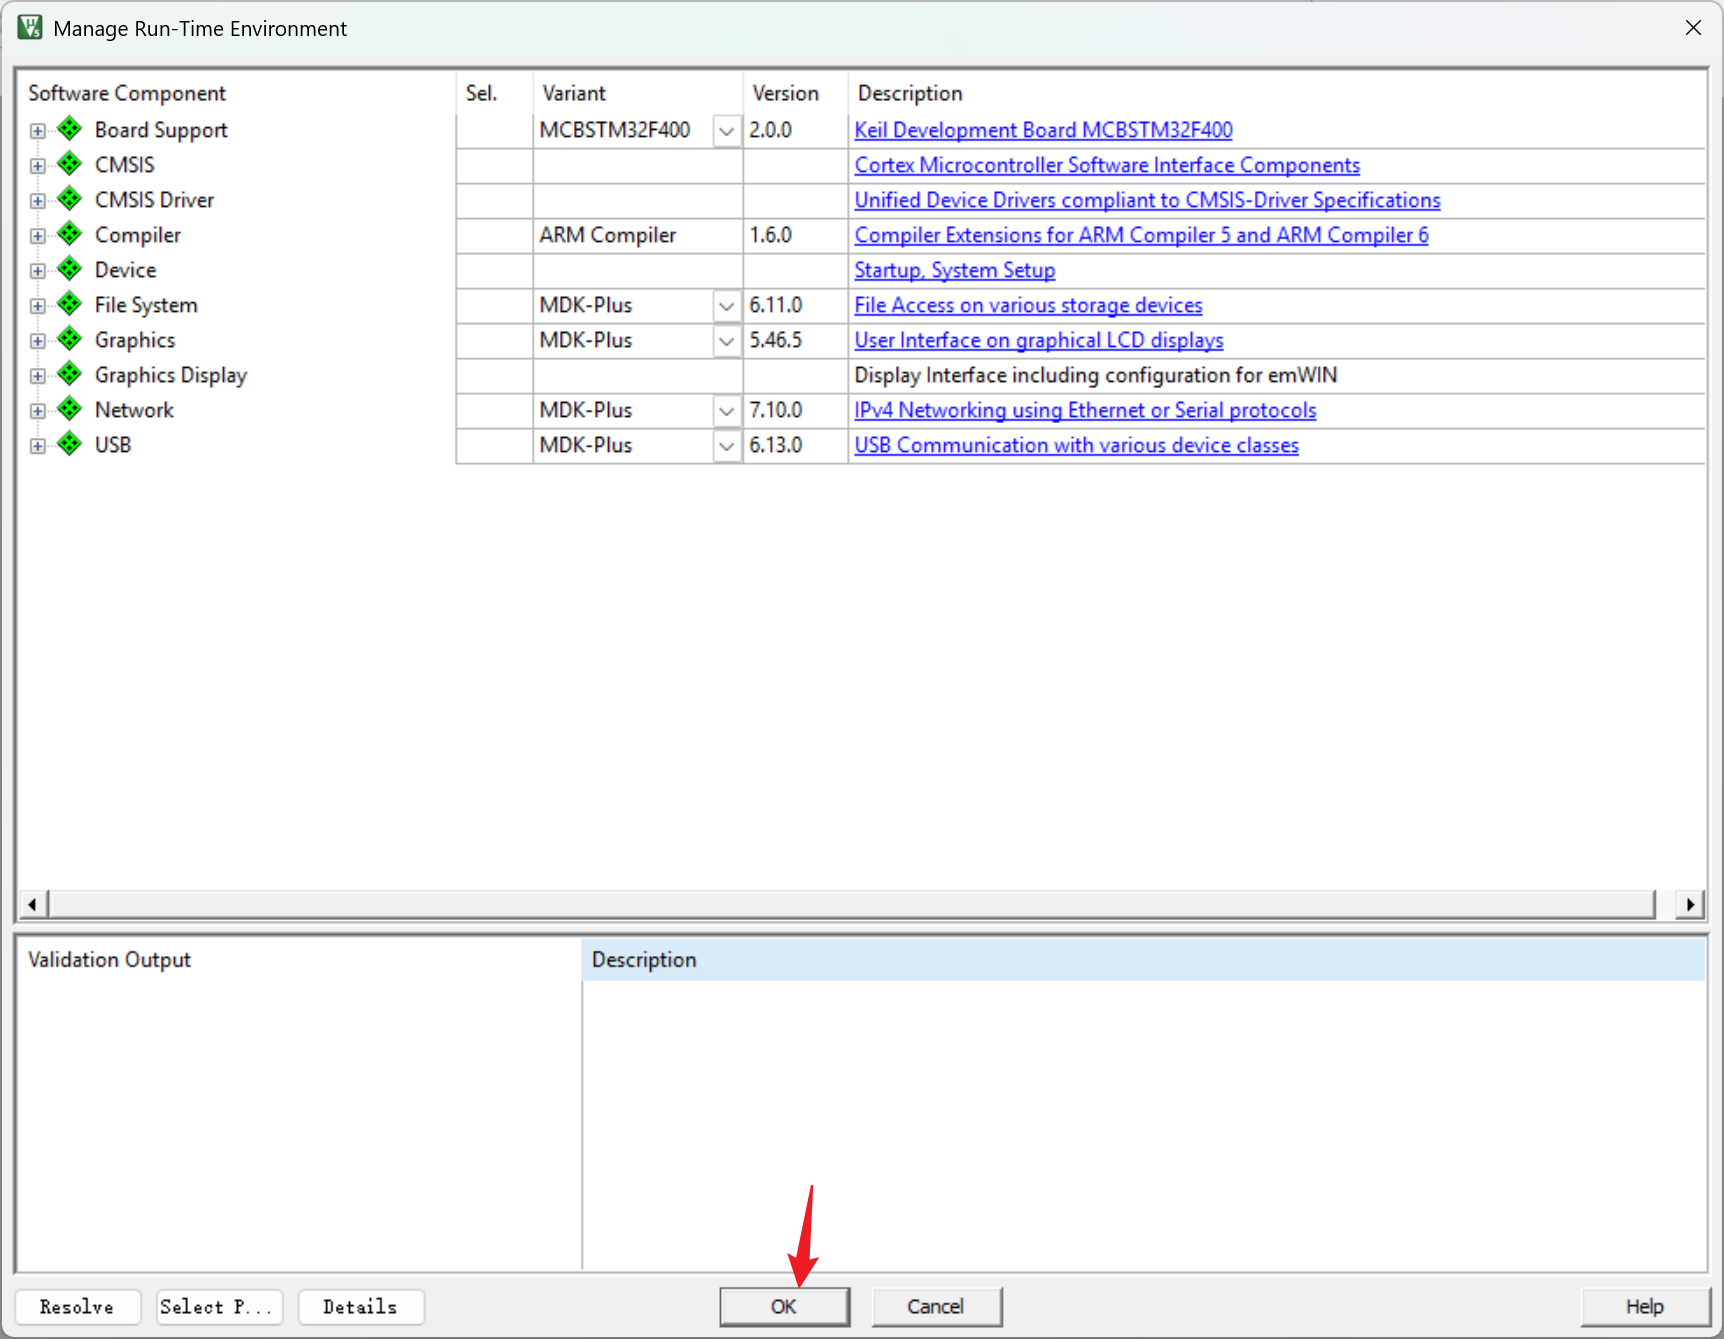 Manage Run-Time Environment
Software Component Sel. Variant Version Description
Board Support MCBSTM32F400 2.0.0 Keil Development Board MCBSTM32F400
CMSIS Cortex Microcontroller Software Interface Components
CMSIS Driver Unified Device Drivers compliant to CMSIS-Driver Specifications
Compiler ARM Compiler 1.6.0 Compiler Extensions for ARM Compiler 5 and ARM Compiler 6
Device Startup, System Setup
File System MDK-Plus 6.11.0 File Access on various storage devices
Graphics MDK-Plus 5.46.5 User Interface on graphical LCD displays
Graphics Display Display Interface including configuration for emWIN
Network MDK-Plus 7.10.0 IPv4 Networking using Ethernet or Serial protocols
USB MDK-Plus 6.13.0 USB Communication with various device classes
Validation Output Description
Resolve Select P... Details OK Cancel Help